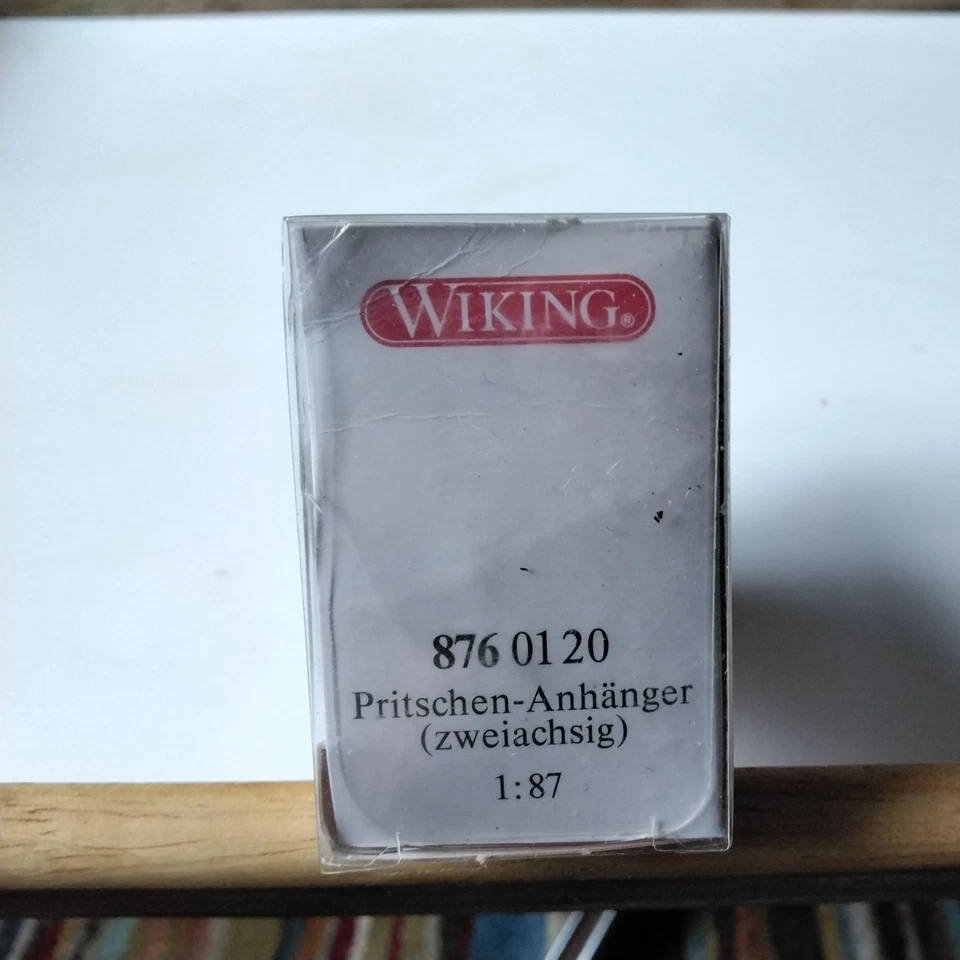 WIKING®
876 01 20
Pritschen-Anhänger
(zweiachsig)
1:87